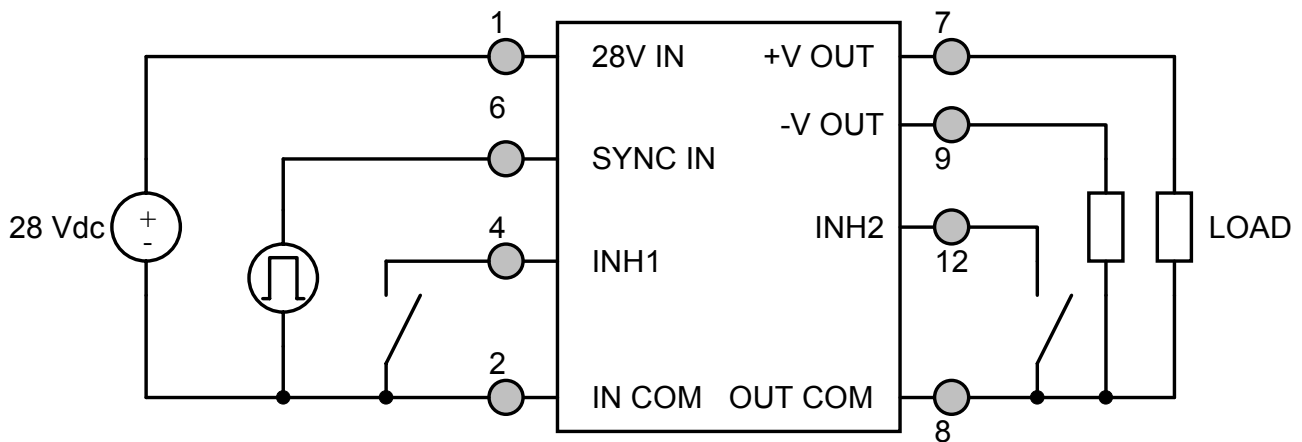 1
7
28V IN
+V OUT
6
-V OUT
9
SYNC IN
28 Vdc
+
-
4
INH2
LOAD
INH1
12
2
IN COM
OUT COM
8